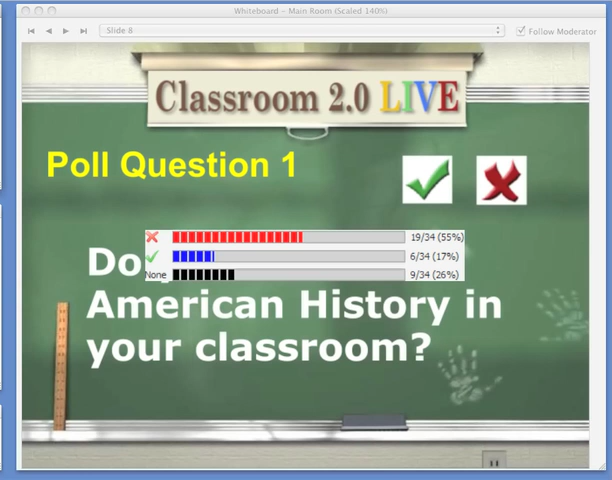 Whiteboard – Main Room (Scaled 140%)
Slide 8
Follow Moderator
Classroom 2.0 LIVE
Poll Question 1
19/34 (55%)
6/34 (17%)
None 9/34 (26%)
Do
American History in
your classroom?